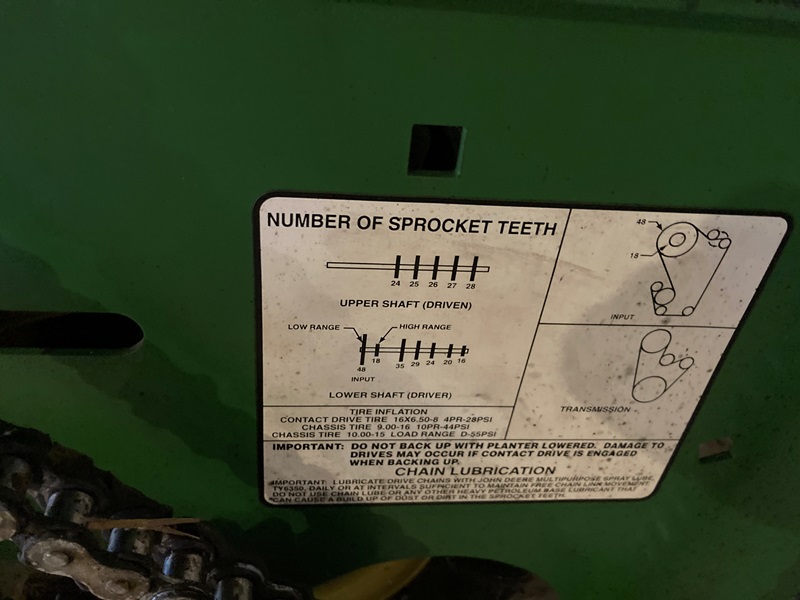 NUMBER OF SPROCKET TEETH
24 25 26 27 28
UPPER SHAFT (DRIVEN)
LOW RANGE HIGH RANGE
48 18 35 29 24 20 16
INPUT
LOWER SHAFT (DRIVER)
48
18
INPUT
TRANSMISSION
TIRE INFLATION
CONTACT DRIVE TIRE 16X6.50-8 4PR-28PSI
CHASSIS TIRE 9.00-16 10PR-44PSI
CHASSIS TIRE 10.00-15 LOAD RANGE D-55PSI
IMPORTANT: DO NOT BACK UP WITH PLANTER LOWERED. DAMAGE TO
DRIVES MAY OCCUR IF CONTACT DRIVE IS ENGAGED
WHEN BACKING UP.
CHAIN LUBRICATION
IMPORTANT: LUBRICATE DRIVE CHAINS WITH JOHN DEERE MULTIPURPOSE SPRAY LUBE,
TY6350, DAILY OR AT INTERVALS SUFFICIENT TO MAINTAIN FREE CHAIN LINK MOVEMENT.
DO NOT USE CHAIN LUBE OR ANY OTHER HEAVY PETROLEUM BASE LUBRICANT THAT
CAN CAUSE A BUILD UP OF DUST OR DIRT IN THE SPROCKET TEETH.